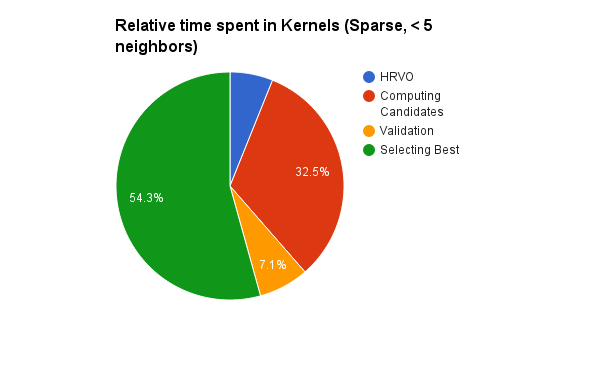 Relative time spent in Kernels (Sparse, < 5
neighbors)
HRVO
Computing
Candidates
Validation
Selecting Best
32.5%
54.3%
7.1%